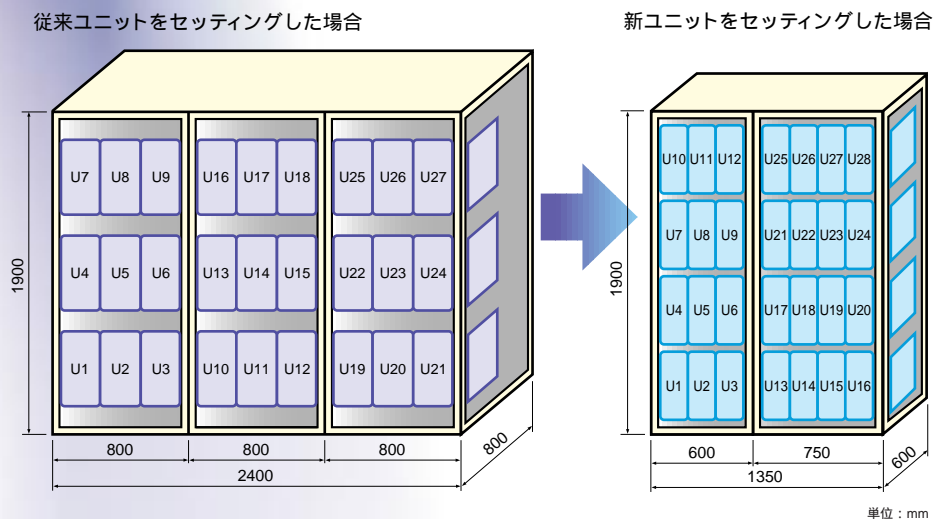 従来ユニットをセッティングした場合
U7 U8 U9 U16 U17 U18 U25 U26 U27
U4 U5 U6 U13 U14 U15 U22 U23 U24
U1 U2 U3 U10 U11 U12 U19 U20 U21
1900
800 800 800
2400
800
新ユニットをセッティングした場合
U10 U11 U12 U25 U26 U27 U28
U7 U8 U9 U21 U22 U23 U24
U4 U5 U6 U17 U18 U19 U20
U1 U2 U3 U13 U14 U15 U16
1900
600 750
1350
600
単位：mm